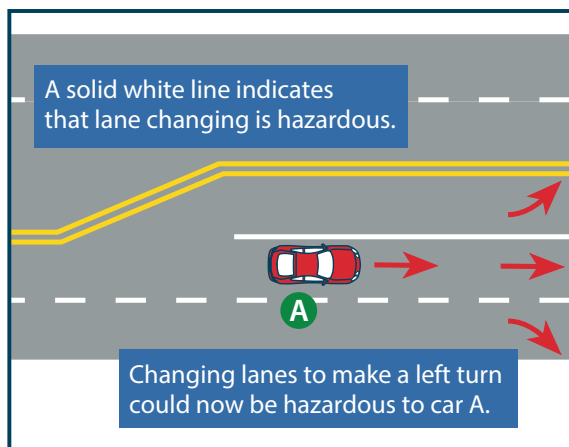 A solid white line indicates
that lane changing is hazardous.
A
Changing lanes to make a left turn
could now be hazardous to car A.